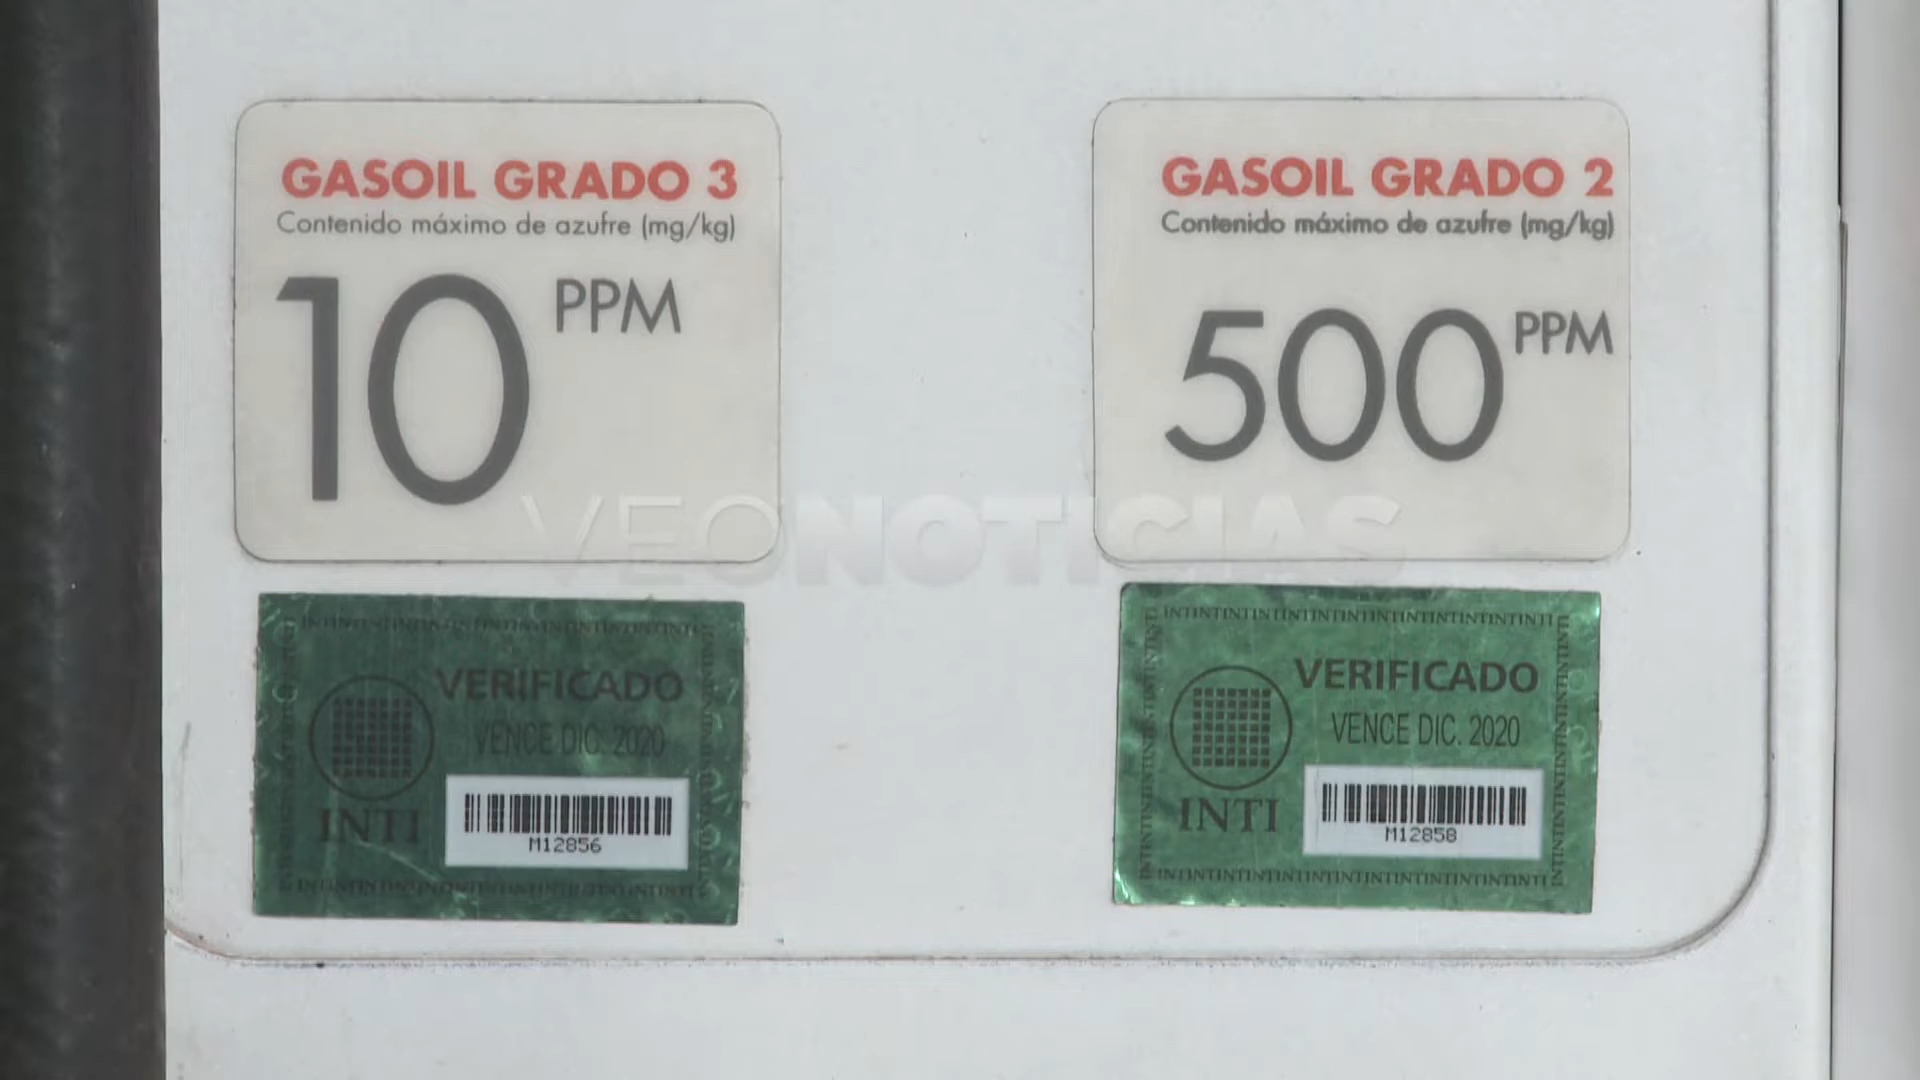 GASOIL GRADO 3
Contenido máximo de azufre (mg/kg)
10 PPM
GASOIL GRADO 2
Contenido máximo de azufre (mg/kg)
500 PPM
VEONOTICIAS
INTINTINTINTINTINTINTINTINTINTINTINTINTI
VERIFICADO
VENCE DIC. 2020
INTI
M12856
VERIFICADO
VENCE DIC. 2020
INTI
M12858